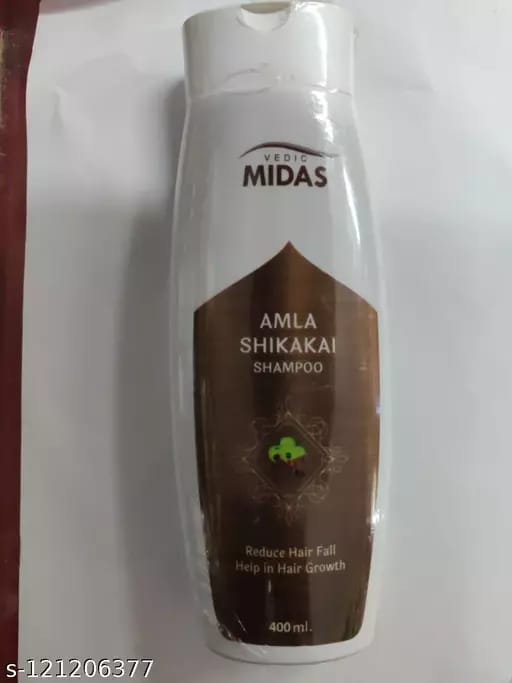 VEDIC
MIDAS
AMLA
SHIKAKAI
SHAMPOO
Reduce Hair Fall
Help in Hair Growth
400 ml.
s-121206377